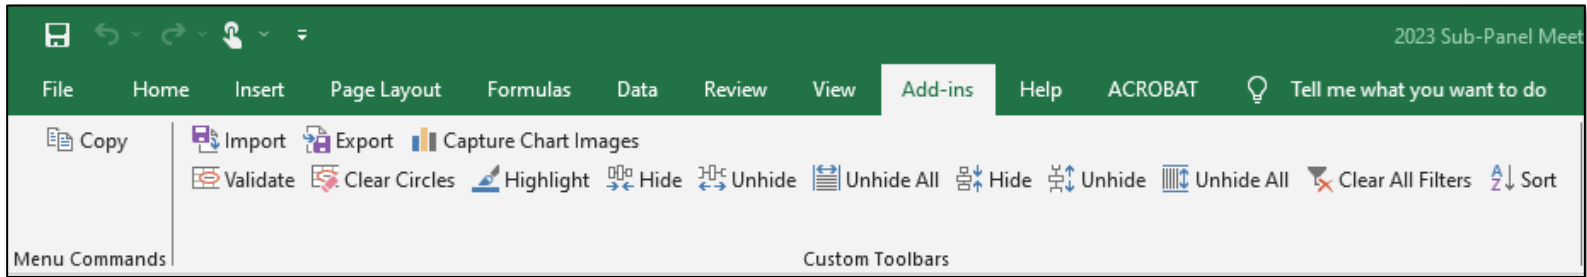 2023 Sub-Panel Meet
File Home Insert Page Layout Formulas Data Review View Add-ins Help ACROBAT Tell me what you want to do
Copy Import Export Capture Chart Images
Validate Clear Circles Highlight Hide Unhide Unhide All Hide Unhide Unhide All Clear All Filters Sort
Menu Commands Custom Toolbars